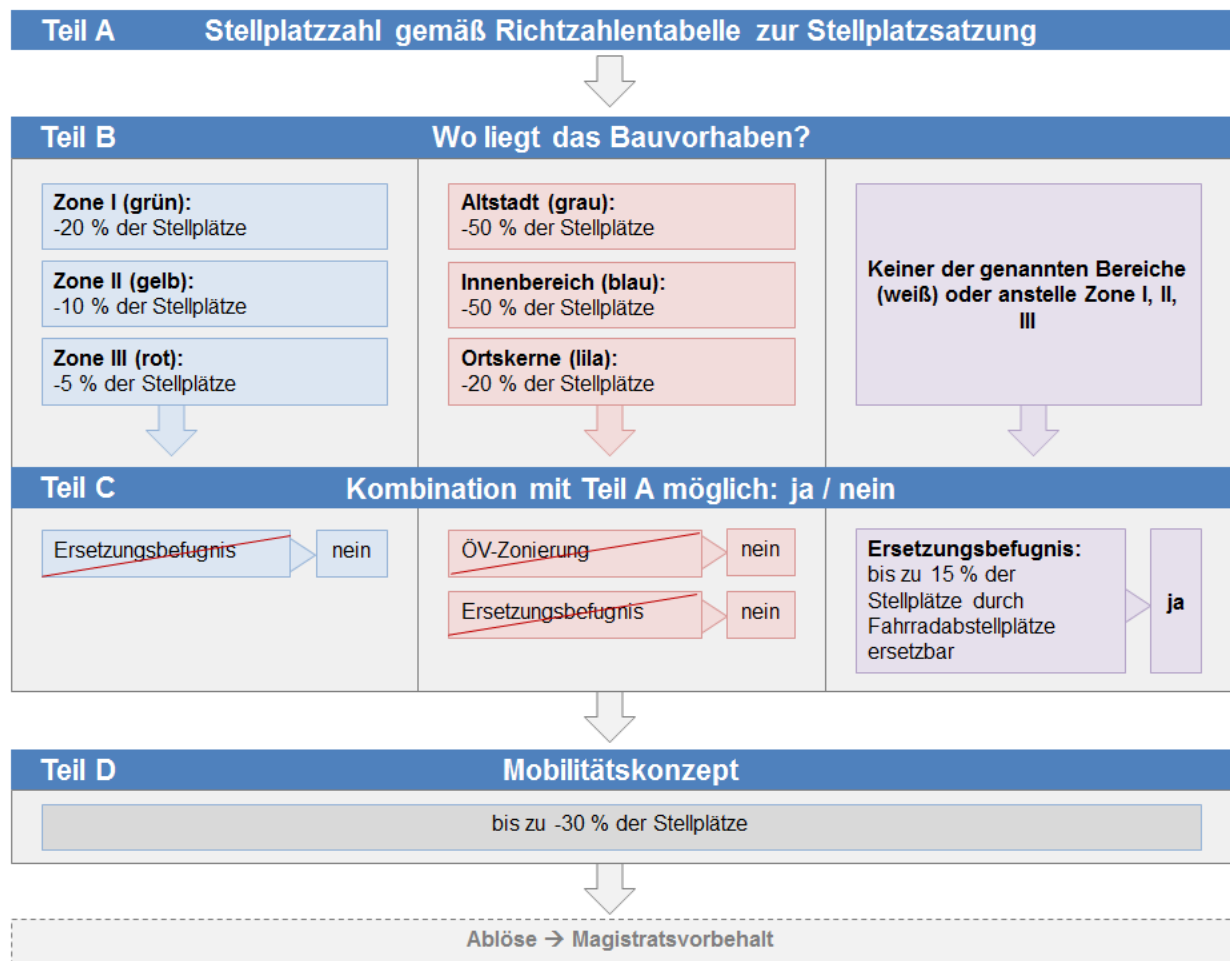 Teil A Stellplatzzahl gemäß Richtzahlentabelle zur Stellplatzsatzung
Teil B Wo liegt das Bauvorhaben?
Zone I (grün):
-20 % der Stellplätze
Zone II (gelb):
-10 % der Stellplätze
Zone III (rot):
-5 % der Stellplätze
Altstadt (grau):
-50 % der Stellplätze
Innenbereich (blau):
-50 % der Stellplätze
Ortskerne (lila):
-20 % der Stellplätze
Keiner der genannten Bereiche
(weiß) oder anstelle Zone I, II,
III
Teil C Kombination mit Teil A möglich: ja / nein
Ersetzungsbefugnis nein
ÖV-Zonierung nein
Ersetzungsbefugnis nein
Ersetzungsbefugnis:
bis zu 15 % der
Stellplätze durch
Fahrradabstellplätze
ersetzbar
ja
Teil D Mobilitätskonzept
bis zu -30 % der Stellplätze
Ablöse → Magistratsvorbehalt